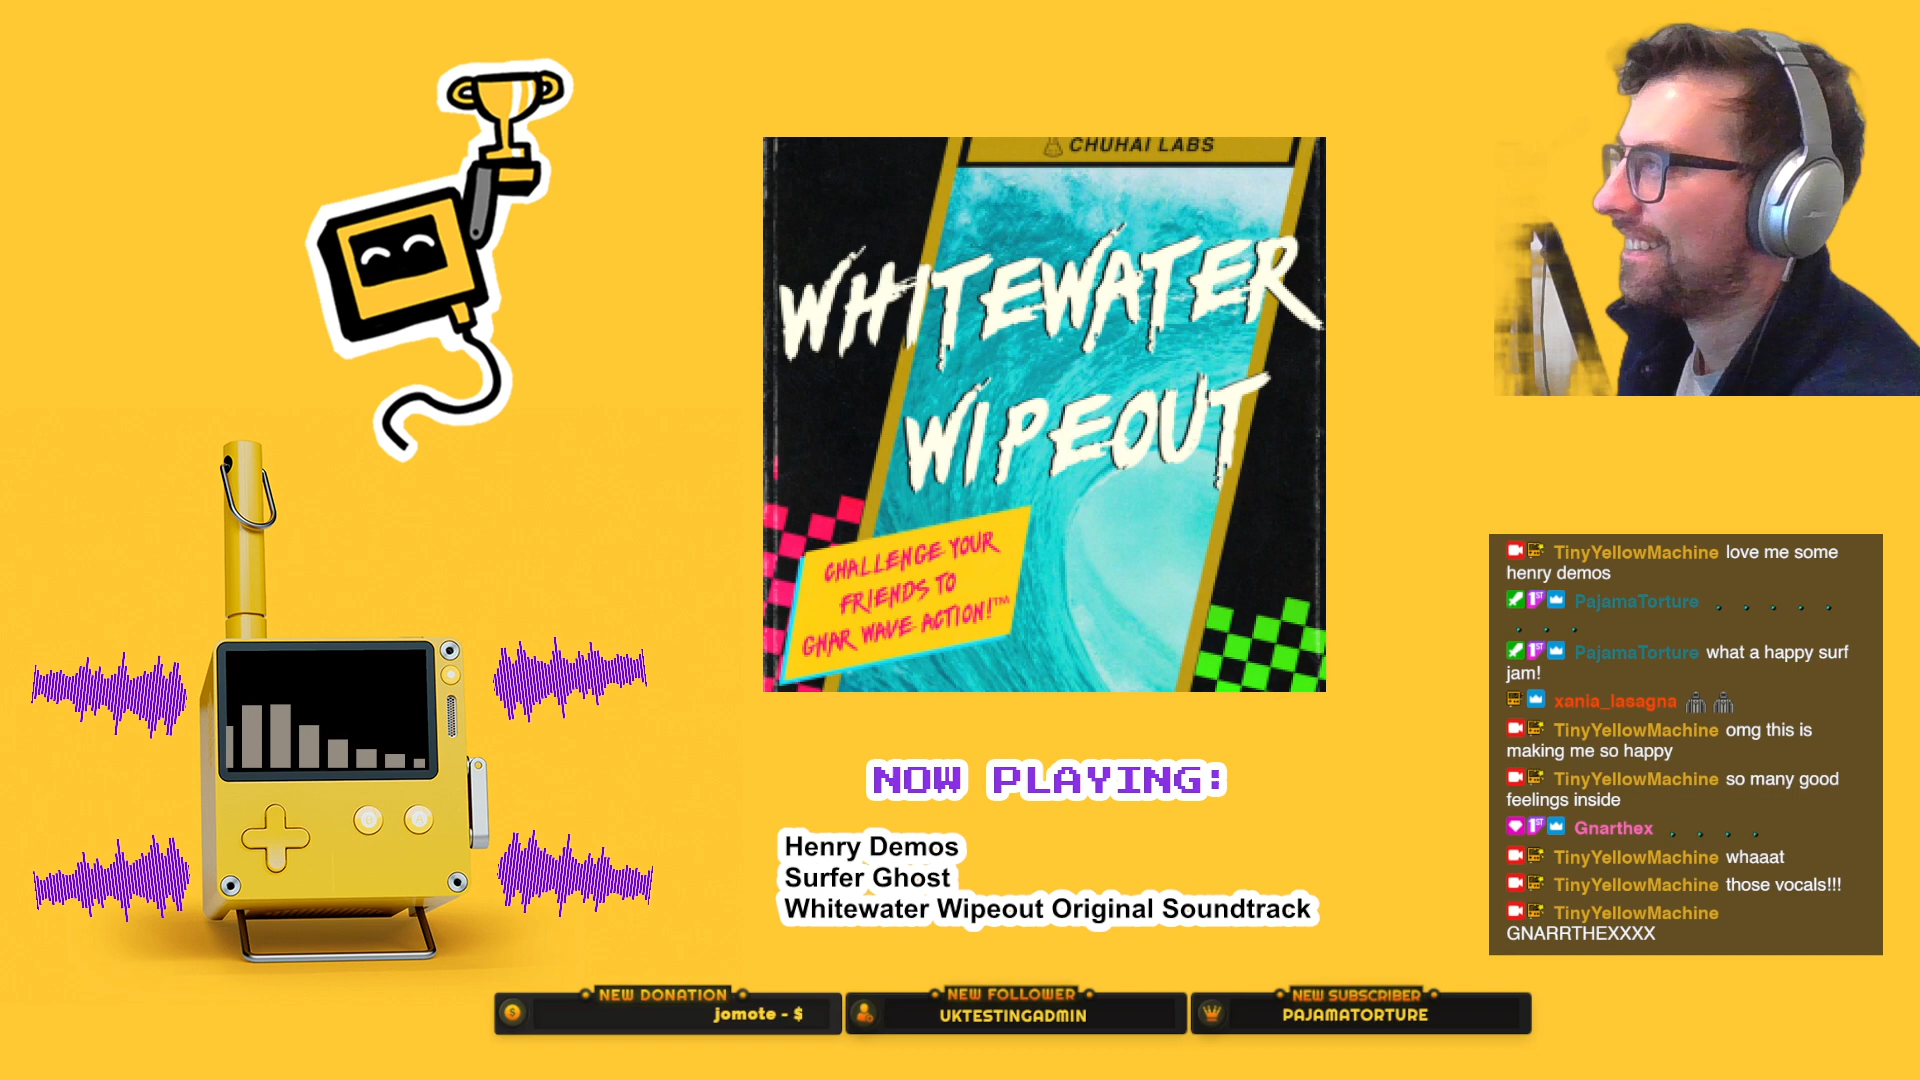 CHUHAI LABS
WHITEWATER
WIPEOUT
CHALLENGE YOUR
FRIENDS TO
GNAR WAVE ACTION!™
NOW PLAYING:
Henry Demos
Surfer Ghost
Whitewater Wipeout Original Soundtrack
B
A
TinyYellowMachine love me some
henry demos
1ST PajamaTorture
1ST PajamaTorture what a happy surf
jam!
xania_lasagna
TinyYellowMachine omg this is
making me so happy
TinyYellowMachine so many good
feelings inside
1ST Gnarthex
TinyYellowMachine whaaat
TinyYellowMachine those vocals!!!
TinyYellowMachine
GNARRTHEXXXX
NEW DONATION
jomote - $
NEW FOLLOWER
UKTESTINGADMIN
NEW SUBSCRIBER
PAJAMATORTURE